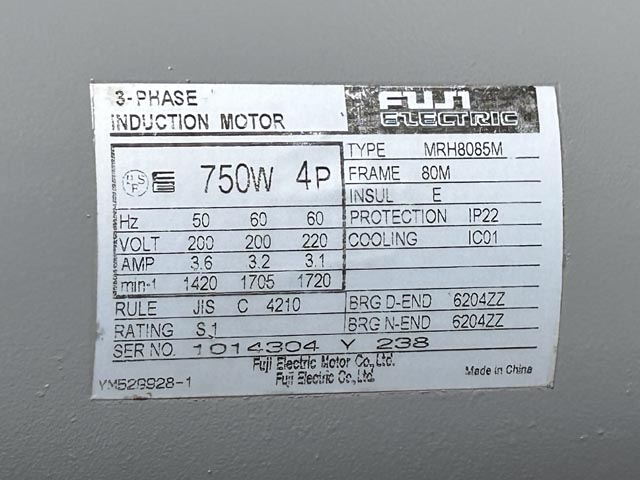 3-PHASE
INDUCTION MOTOR
FUJI
ELECTRIC
750W 4P
Hz 50 60 60
VOLT 200 200 220
AMP 3.6 3.2 3.1
min-1 1420 1705 1720
TYPE MRH8085M
FRAME 80M
INSUL E
PROTECTION IP22
COOLING IC01
RULE JIS C 4210
RATING S.1
BRG D-END 6204ZZ
BRG N-END 6204ZZ
SER NO. 1014304 Y 238
Fuji Electric Motor Co.,Ltd.
Fuji Electric Co.,Ltd.
YM529928-1
Made in China